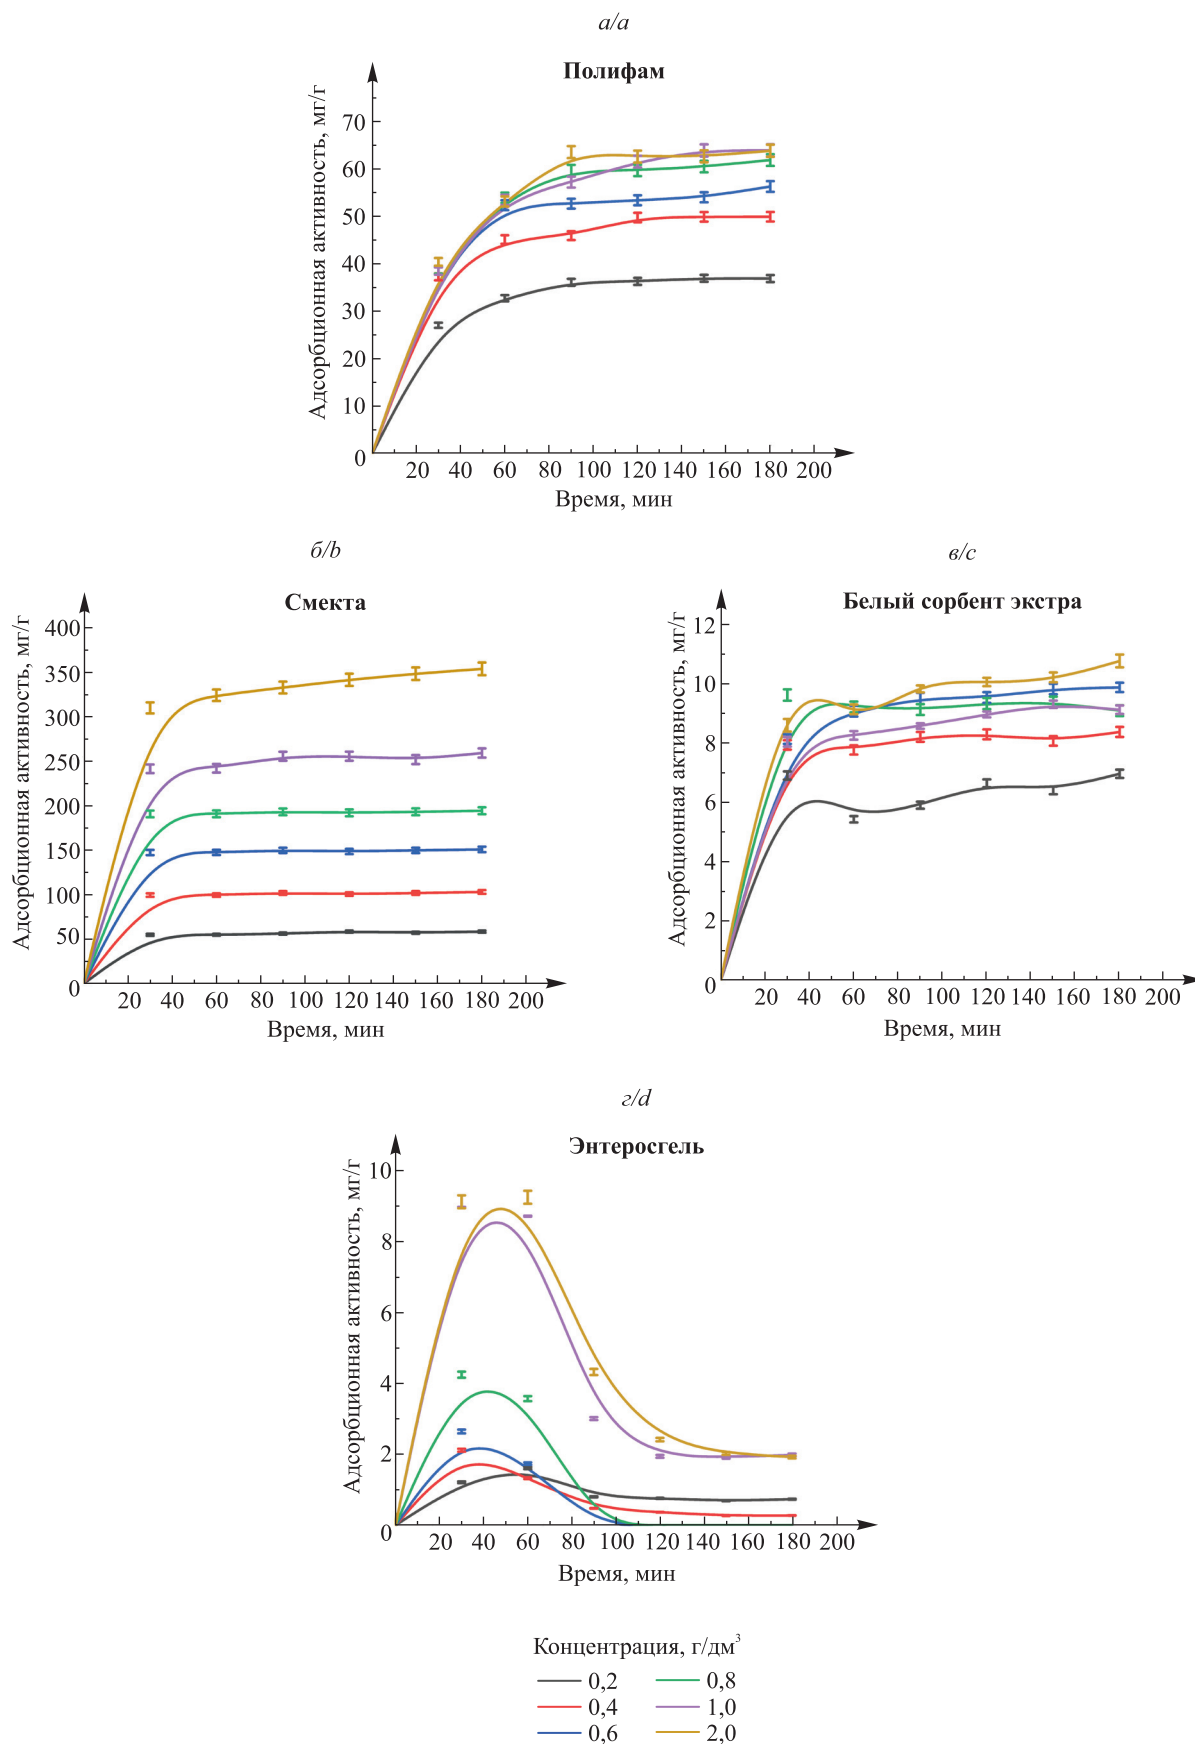 а/a
Полифам
Адсорбционная активность, мг/г
70
60
50
40
30
20
10
0
20 40 60 80 100 120 140 160 180 200
Время, мин
б/b
Смекта
Адсорбционная активность, мг/г
400
350
300
250
200
150
100
50
0
20 40 60 80 100 120 140 160 180 200
Время, мин
в/c
Белый сорбент экстра
Адсорбционная активность, мг/г
12
10
8
6
4
2
0
20 40 60 80 100 120 140 160 180 200
Время, мин
г/d
Энтеросгель
Адсорбционная активность, мг/г
10
8
6
4
2
0
20 40 60 80 100 120 140 160 180 200
Время, мин
Концентрация, г/дм³
0,2 0,8
0,4 1,0
0,6 2,0